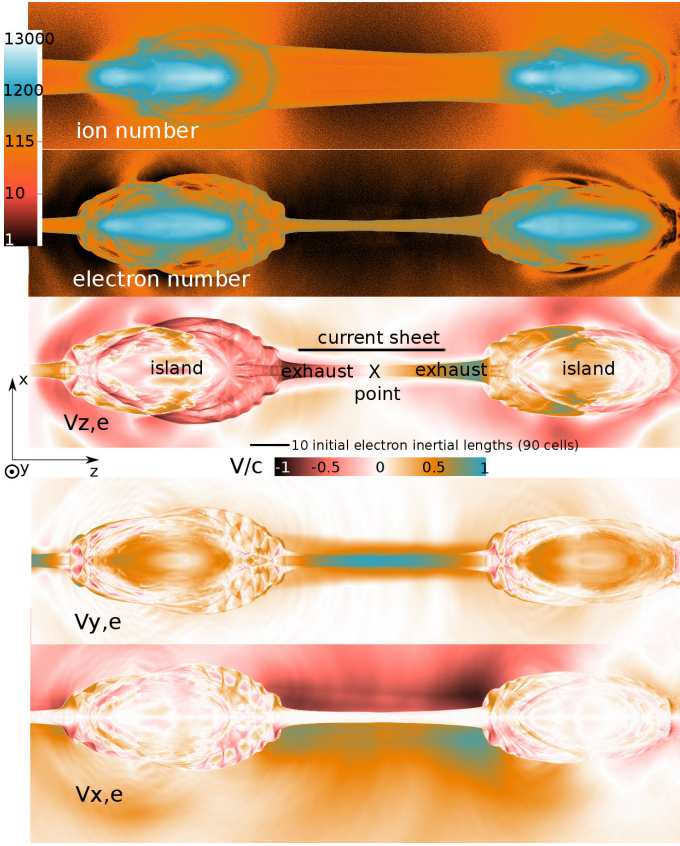 13000
1200
115
10
1
ion number
electron number
current sheet
island
exhaust
X
point
exhaust
island
x
Vz,e
y
z
10 initial electron inertial lengths (90 cells)
V/c
-1
-0.5
0
0.5
1
Vy,e
Vx,e